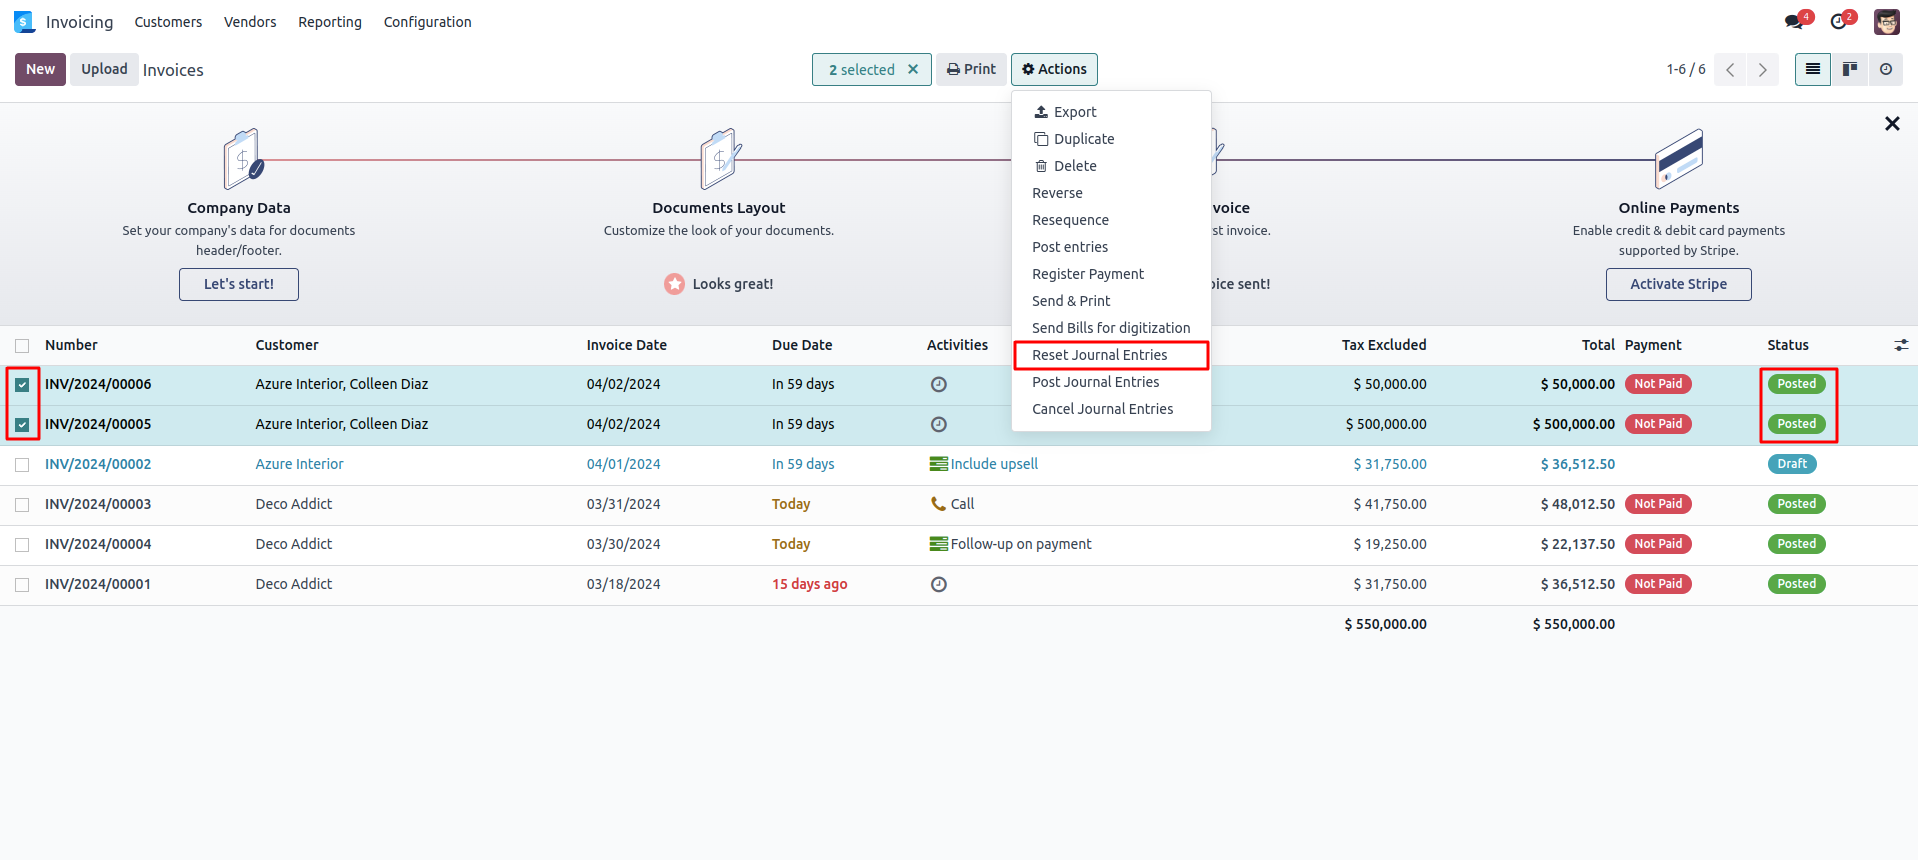 Invoicing Customers Vendors Reporting Configuration 4 2
New Upload Invoices 2 selected Print Actions 1-6 / 6
Export
Duplicate
Delete
Reverse
Resequence
Post entries
Register Payment
Send & Print
Send Bills for digitization
Reset Journal Entries
Post Journal Entries
Cancel Journal Entries
Company Data
Set your company's data for documents
header/footer.
Let's start!
Documents Layout
Customize the look of your documents.
Looks great!
voice
st invoice.
oice sent!
Online Payments
Enable credit & debit card payments
supported by Stripe.
Activate Stripe
Number Customer Invoice Date Due Date Activities Tax Excluded Total Payment Status
INV/2024/00006 Azure Interior, Colleen Diaz 04/02/2024 In 59 days $ 50,000.00 $ 50,000.00 Not Paid Posted
INV/2024/00005 Azure Interior, Colleen Diaz 04/02/2024 In 59 days $ 500,000.00 $ 500,000.00 Not Paid Posted
INV/2024/00002 Azure Interior 04/01/2024 In 59 days Include upsell $ 31,750.00 $ 36,512.50 Draft
INV/2024/00003 Deco Addict 03/31/2024 Today Call $ 41,750.00 $ 48,012.50 Not Paid Posted
INV/2024/00004 Deco Addict 03/30/2024 Today Follow-up on payment $ 19,250.00 $ 22,137.50 Not Paid Posted
INV/2024/00001 Deco Addict 03/18/2024 15 days ago $ 31,750.00 $ 36,512.50 Not Paid Posted
$ 550,000.00 $ 550,000.00